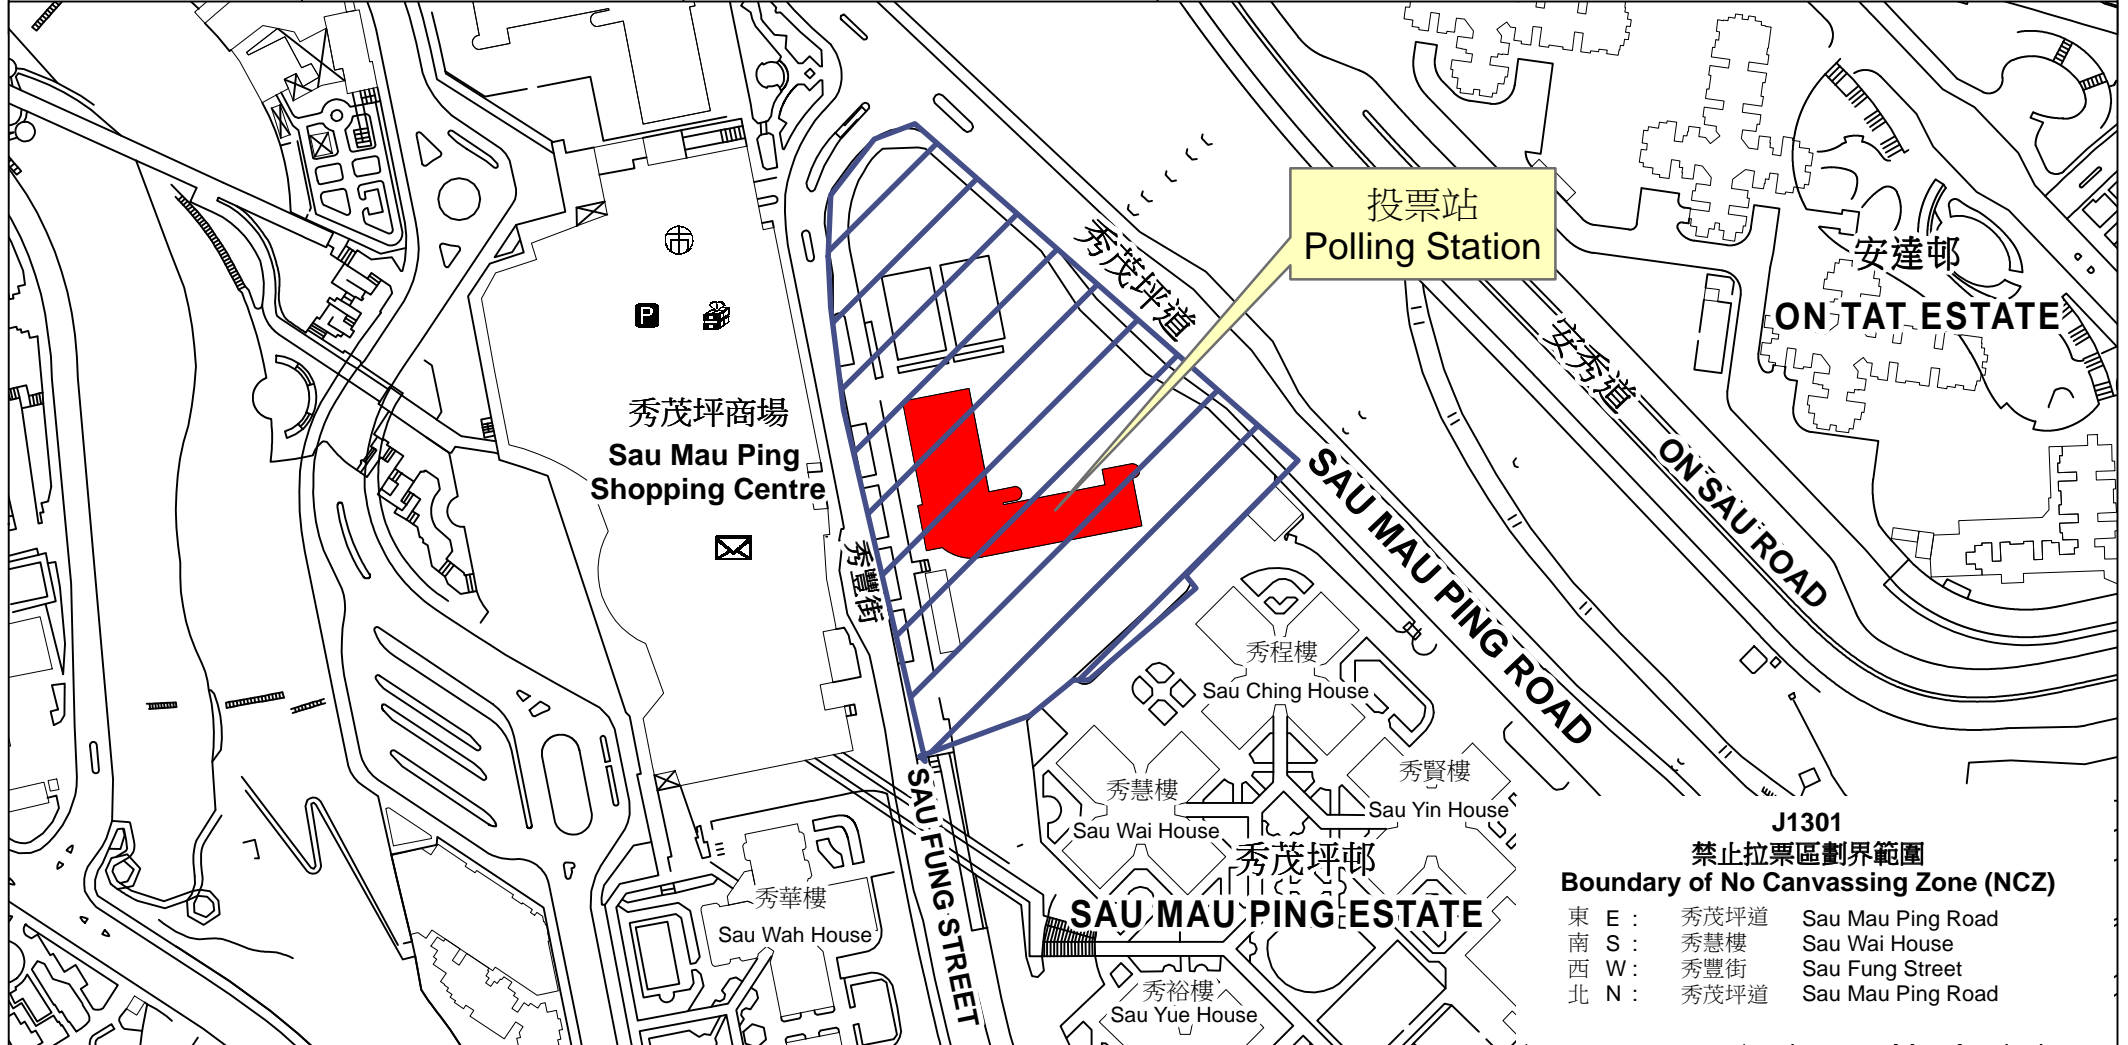 投票站
Polling Station
秀茂坪道
安達邨
ON TAT ESTATE
安秀道
ON SAU ROAD
P
秀茂坪商場
Sau Mau Ping
Shopping Centre
SAU MAU PING ROAD
秀豐街
秀程樓
Sau Ching House
秀賢樓
Sau Yin House
秀慧樓
Sau Wai House
秀茂坪邨
SAU MAU PING ESTATE
SAU FUNG STREET
秀華樓
Sau Wah House
秀裕樓
Sau Yue House
J1301
禁止拉票區劃界範圍
Boundary of No Canvassing Zone (NCZ)
東 E : 秀茂坪道 Sau Mau Ping Road
南 S : 秀慧樓 Sau Wai House
西 W : 秀豐街 Sau Fung Street
北 N : 秀茂坪道 Sau Mau Ping Road